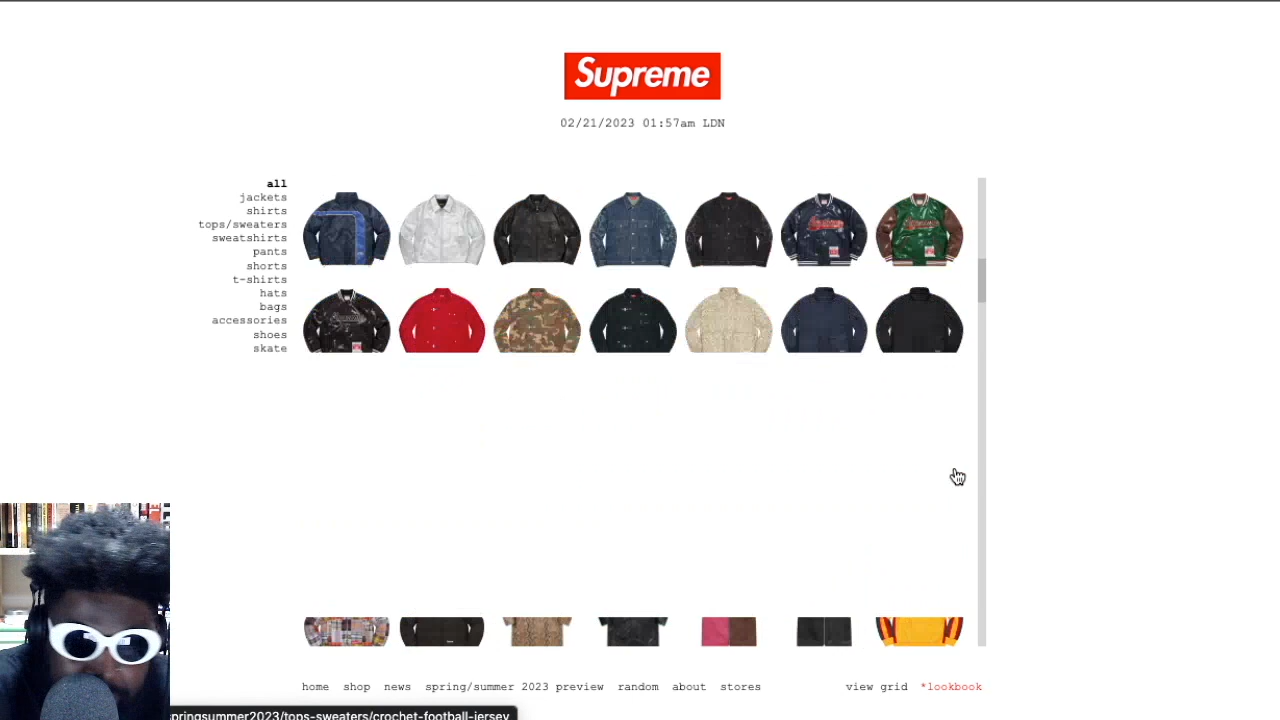 Supreme
02/21/2023 01:57am LDN
all
jackets
shirts
tops/sweaters
sweatshirts
pants
shorts
t-shirts
hats
bags
accessories
shoes
skate
home shop news spring/summer 2023 preview random about stores view grid *lookbook
springsummer2023/tops-sweaters/crochet-football-jersey